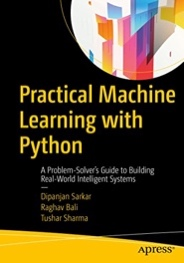 Practical Machine
Learning with
Python
A Problem-Solver's Guide to Building
Real-World Intelligent Systems
—
Dipanjan Sarkar
Raghav Bali
Tushar Sharma
Apress®